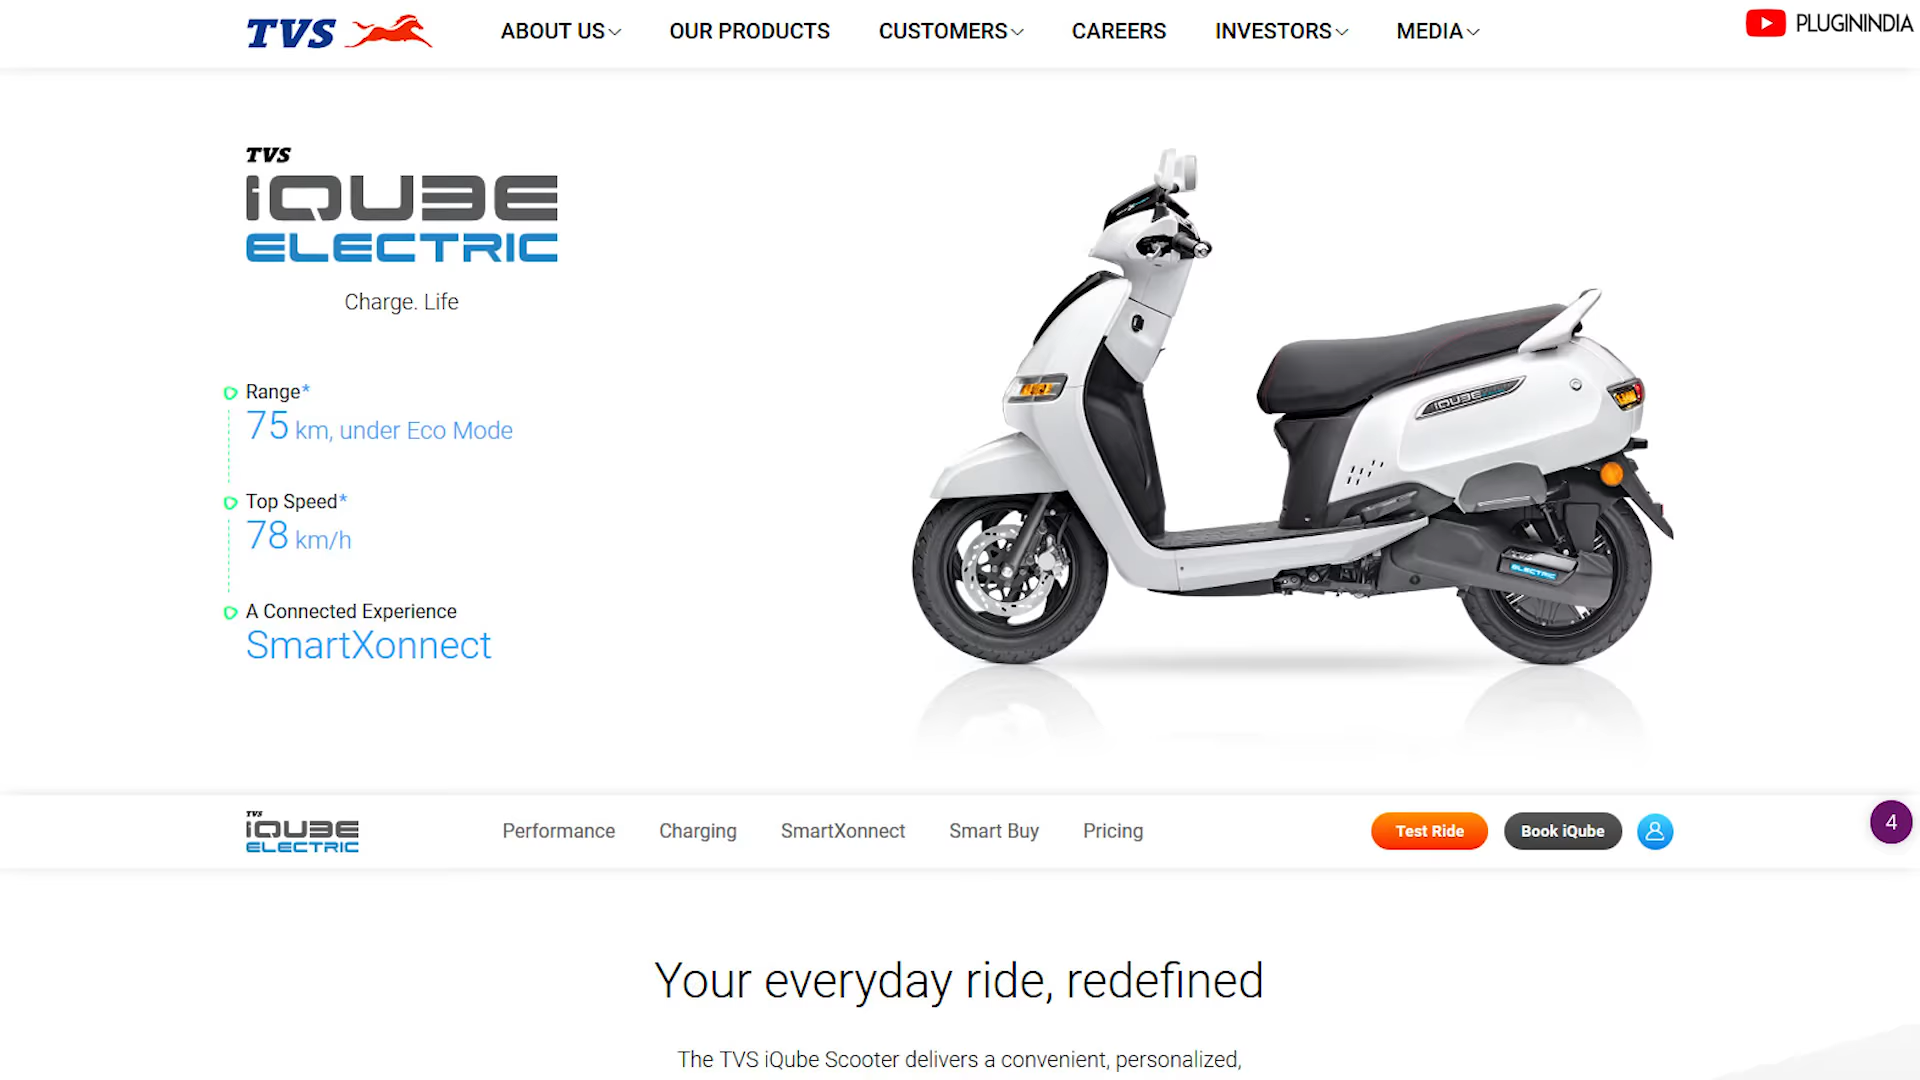 TVS
ABOUT US
OUR PRODUCTS
CUSTOMERS
CAREERS
INVESTORS
MEDIA
PLUGININDIA
TVS
iQUBE
ELECTRIC
Charge. Life
Range*
75 km, under Eco Mode
Top Speed*
78 km/h
A Connected Experience
SmartXonnect
iQUBE
ELECTRIC
TVS
iQUBE
ELECTRIC
Performance
Charging
SmartXonnect
Smart Buy
Pricing
Test Ride
Book iQube
4
Your everyday ride, redefined
The TVS iQube Scooter delivers a convenient, personalized,